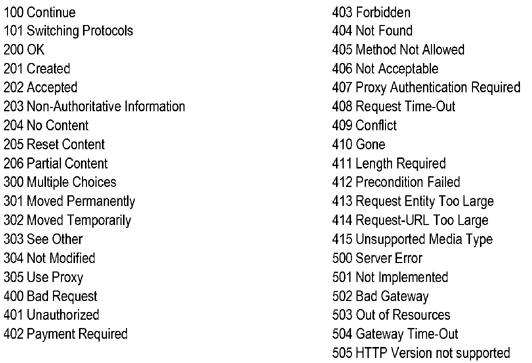 100 Continue
101 Switching Protocols
200 OK
201 Created
202 Accepted
203 Non-Authoritative Information
204 No Content
205 Reset Content
206 Partial Content
300 Multiple Choices
301 Moved Permanently
302 Moved Temporarily
303 See Other
304 Not Modified
305 Use Proxy
400 Bad Request
401 Unauthorized
402 Payment Required
403 Forbidden
404 Not Found
405 Method Not Allowed
406 Not Acceptable
407 Proxy Authentication Required
408 Request Time-Out
409 Conflict
410 Gone
411 Length Required
412 Precondition Failed
413 Request Entity Too Large
414 Request-URL Too Large
415 Unsupported Media Type
500 Server Error
501 Not Implemented
502 Bad Gateway
503 Out of Resources
504 Gateway Time-Out
505 HTTP Version not supported